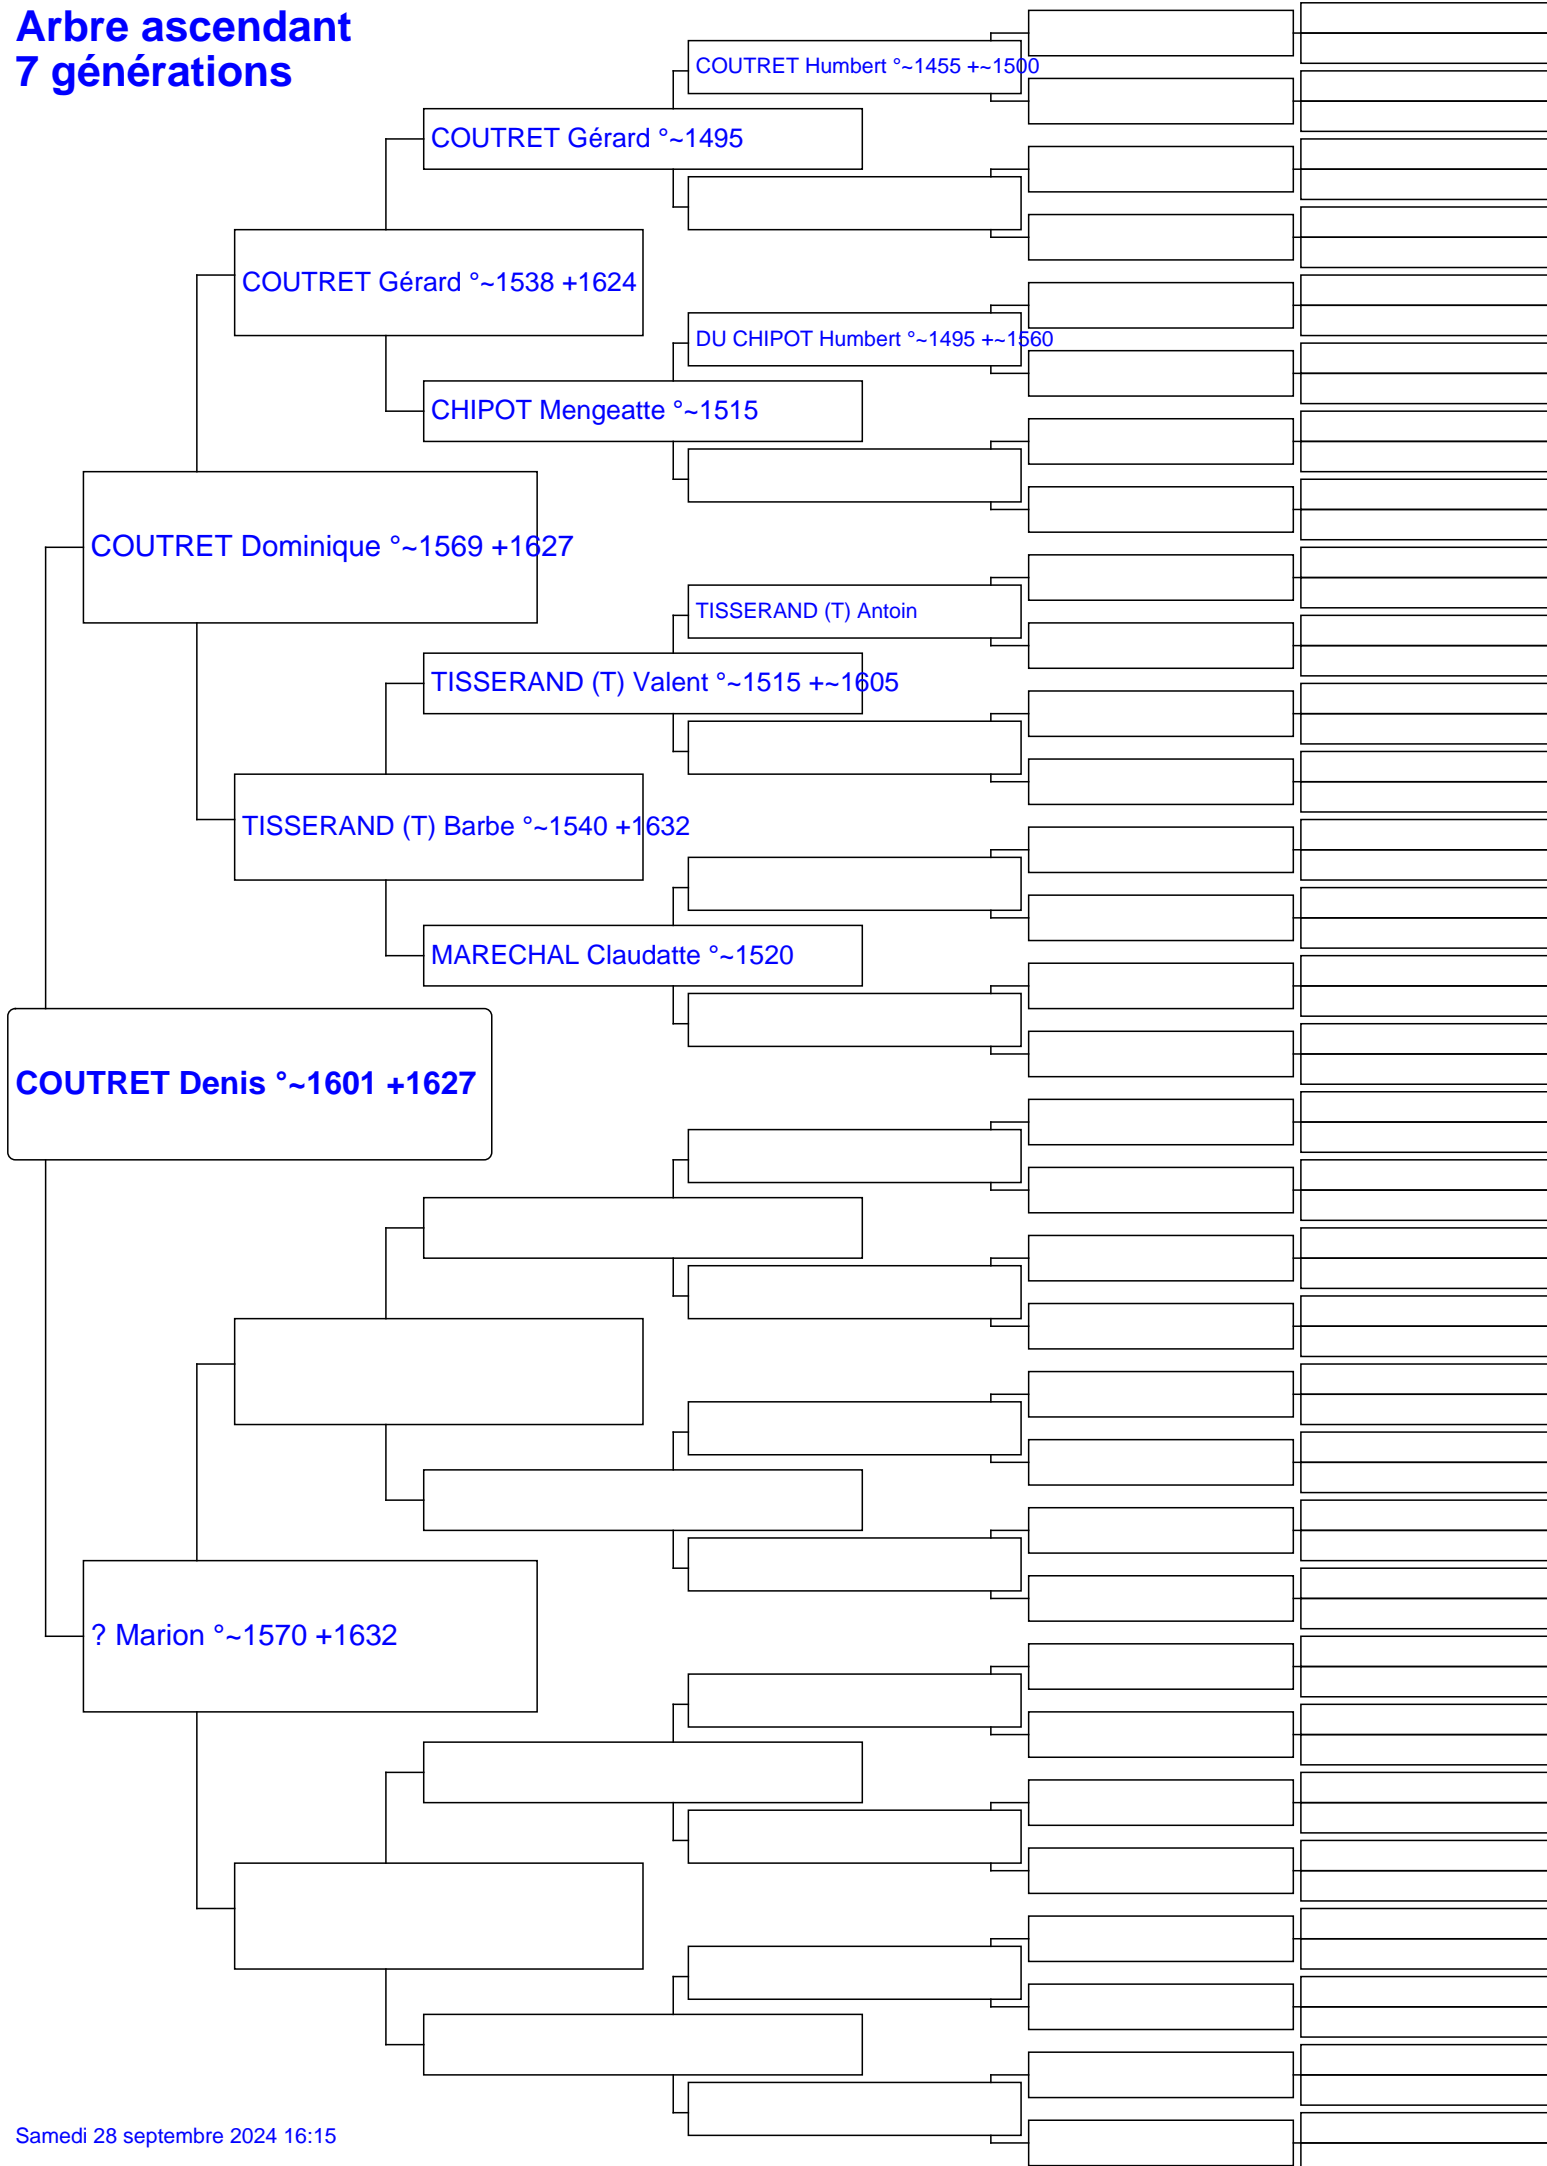 Arbre ascendant
7 générations
COUTRET Humbert °~1455 +~1500
COUTRET Gérard °~1495
COUTRET Gérard °~1538 +1624
DU CHIPOT Humbert °~1495 +~1560
CHIPOT Mengeatte °~1515
COUTRET Dominique °~1569 +1627
TISSERAND (T) Antoin
TISSERAND (T) Valent °~1515 +~1605
TISSERAND (T) Barbe °~1540 +1632
MARECHAL Claudatte °~1520
COUTRET Denis °~1601 +1627
? Marion °~1570 +1632
Samedi 28 septembre 2024 16:15